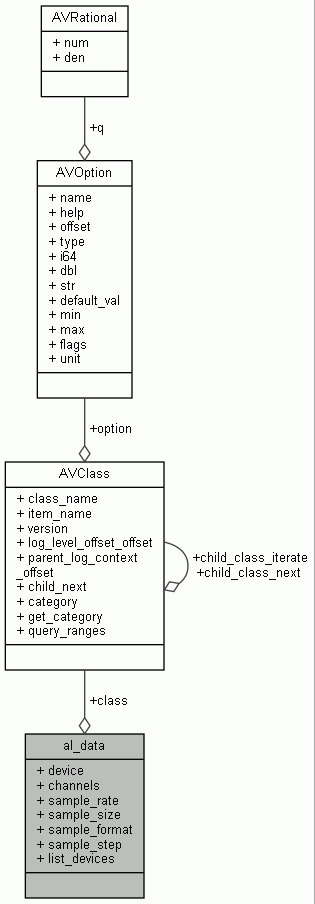 AVRational
+ num
+ den
+q
AVOption
+ name
+ help
+ offset
+ type
+ i64
+ dbl
+ str
+ default_val
+ min
+ max
+ flags
+ unit
+option
AVClass
+ class_name
+ item_name
+ version
+ log_level_offset_offset
+ parent_log_context
_offset
+ child_next
+ category
+ get_category
+ query_ranges
+child_class_iterate
+child_class_next
+class
al_data
+ device
+ channels
+ sample_rate
+ sample_size
+ sample_format
+ sample_step
+ list_devices